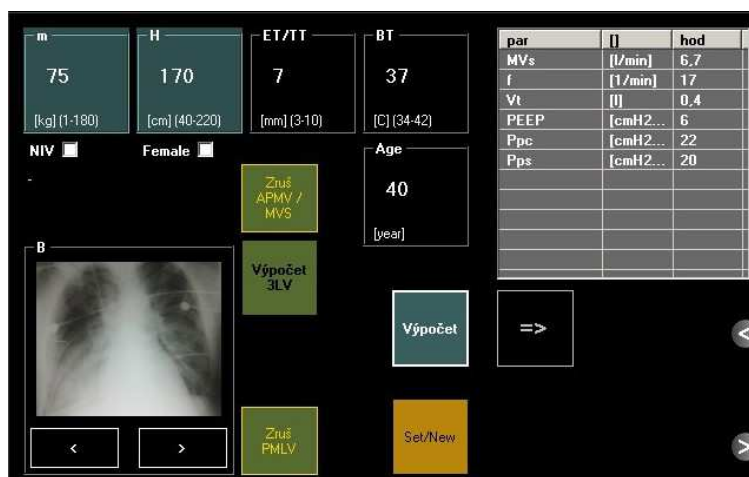 m
75
[kg] (1-180)
H
170
[cm] (40-220)
ET/TT
7
[mm] (3-10)
BT
37
[C] (34-42)
par [] hod
MVs [l/min] 6,7
f [1/min] 17
Vt [l] 0,4
PEEP [cmH2... 6
Ppc [cmH2... 22
Pps [cmH2... 20
NIV
Female
-
Age
40
[year]
Zruš
APMV /
MVS
B
Výpočet
3LV
Výpočet
=>
<
>
Zruš
PMLV
Set/New
<
>